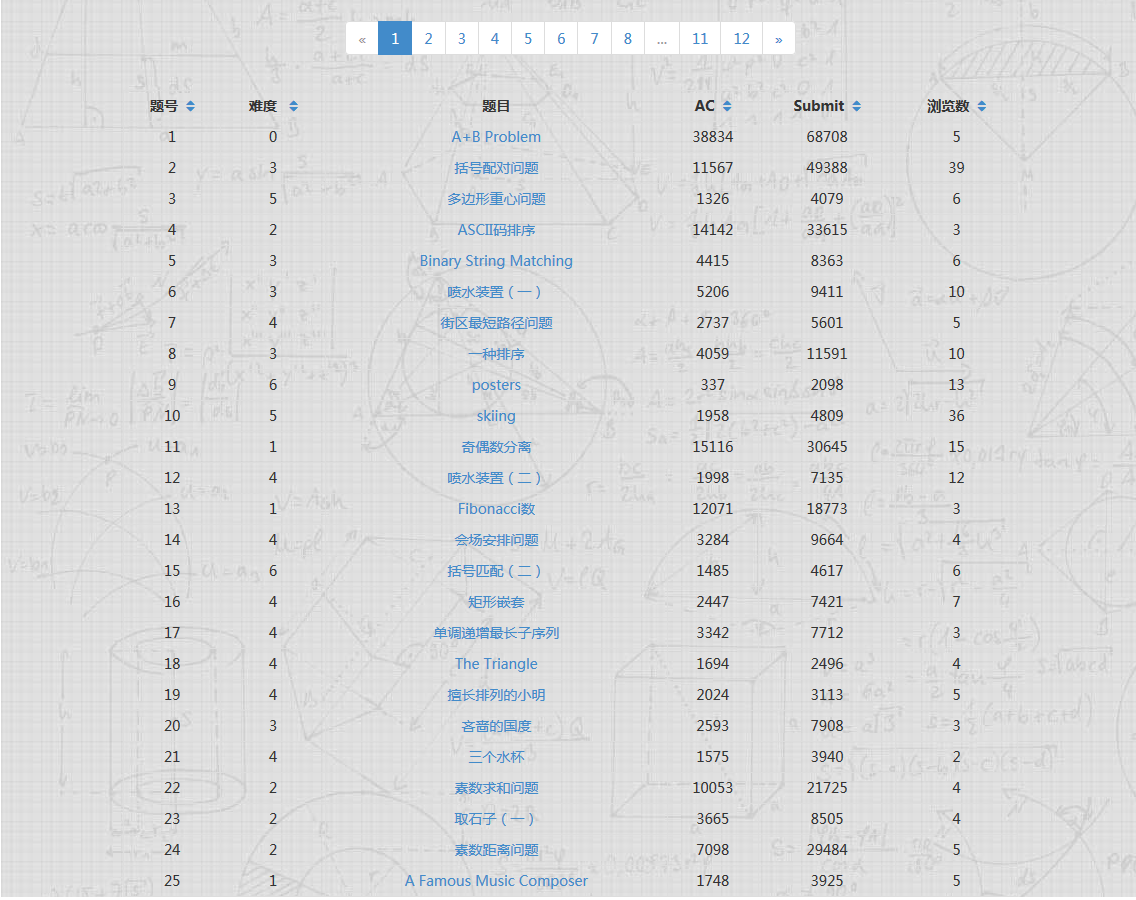 « 1 2 3 4 5 6 7 8 ... 11 12 »
题号 难度 题目 AC Submit 浏览数
1 0 A+B Problem 38834 68708 5
2 3 括号配对问题 11567 49388 39
3 5 多边形重心问题 1326 4079 6
4 2 ASCII码排序 14142 33615 3
5 3 Binary String Matching 4415 8363 6
6 3 喷水装置（一） 5206 9411 10
7 4 街区最短路径问题 2737 5601 5
8 3 一种排序 4059 11591 10
9 6 posters 337 2098 13
10 5 skiing 1958 4809 36
11 1 奇偶数分离 15116 30645 15
12 4 喷水装置（二） 1998 7135 12
13 1 Fibonacci数 12071 18773 3
14 4 会场安排问题 3284 9664 4
15 6 括号匹配（二） 1485 4617 6
16 4 矩形嵌套 2447 7421 7
17 4 单调递增最长子序列 3342 7712 3
18 4 The Triangle 1694 2496 4
19 4 擅长排列的小明 2024 3113 5
20 3 吝啬的国度 2593 7908 3
21 4 三个水杯 1575 3940 2
22 2 素数求和问题 10053 21725 4
23 2 取石子（一） 3665 8505 4
24 2 素数距离问题 7098 29484 5
25 1 A Famous Music Composer 1748 3925 5